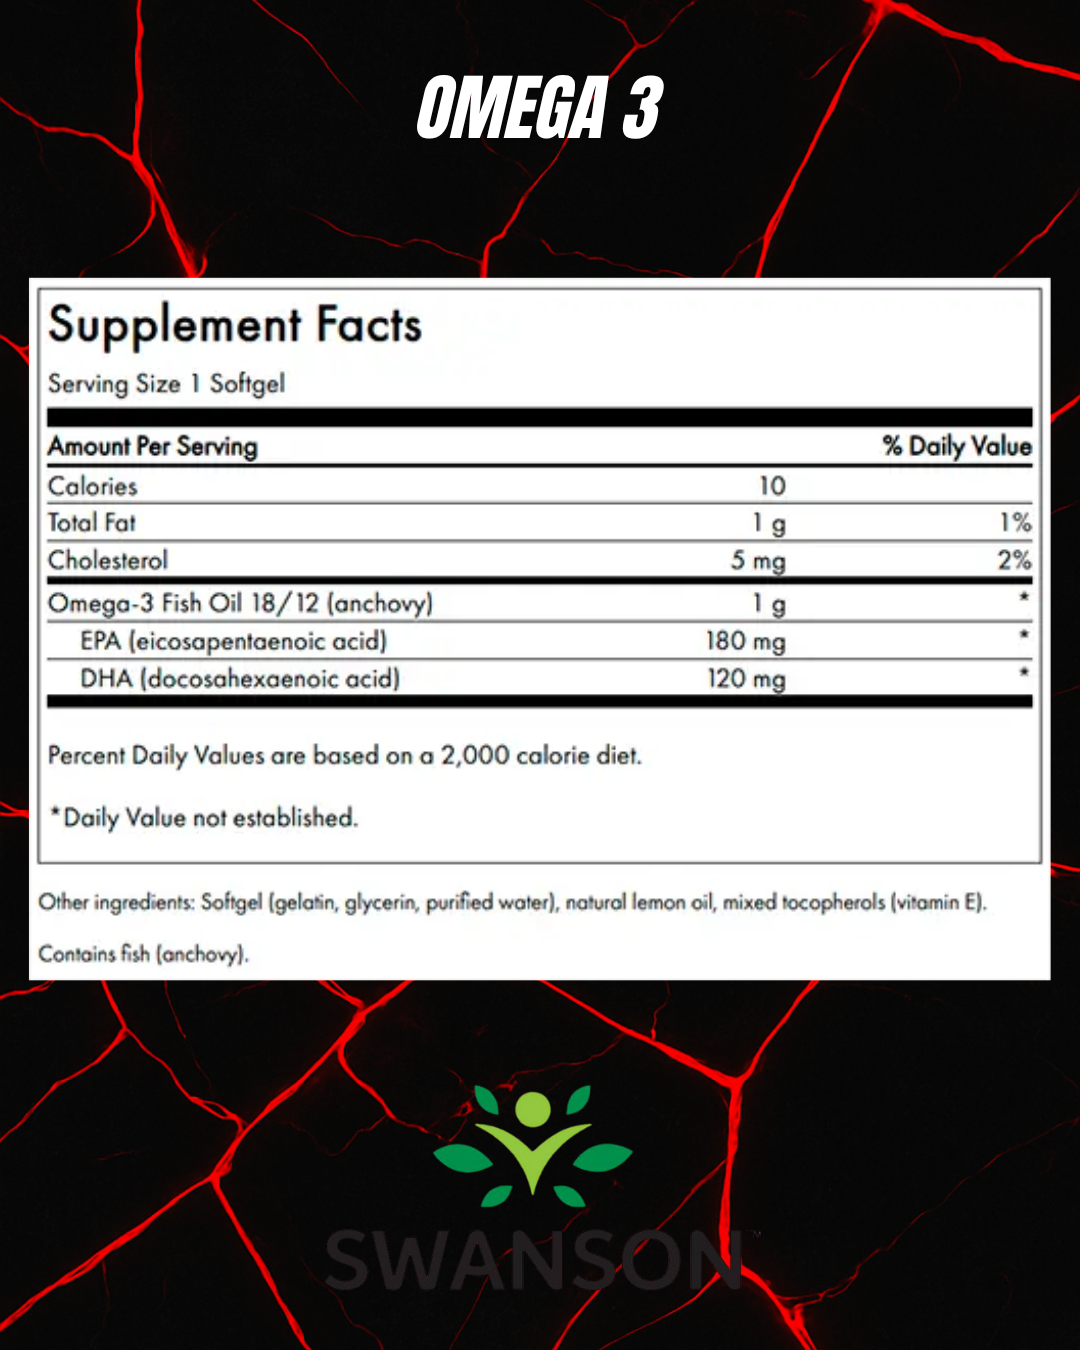 OMEGA 3
Supplement Facts
Serving Size 1 Softgel
Amount Per Serving % Daily Value
Calories 10
Total Fat 1 g 1%
Cholesterol 5 mg 2%
Omega-3 Fish Oil 18/12 (anchovy) 1 g *
EPA (eicosapentaenoic acid) 180 mg *
DHA (docosahexaenoic acid) 120 mg *
Percent Daily Values are based on a 2,000 calorie diet.
*Daily Value not established.
Other ingredients: Softgel (gelatin, glycerin, purified water), natural lemon oil, mixed tocopherols (vitamin E).
Contains fish (anchovy).
SWANSON™